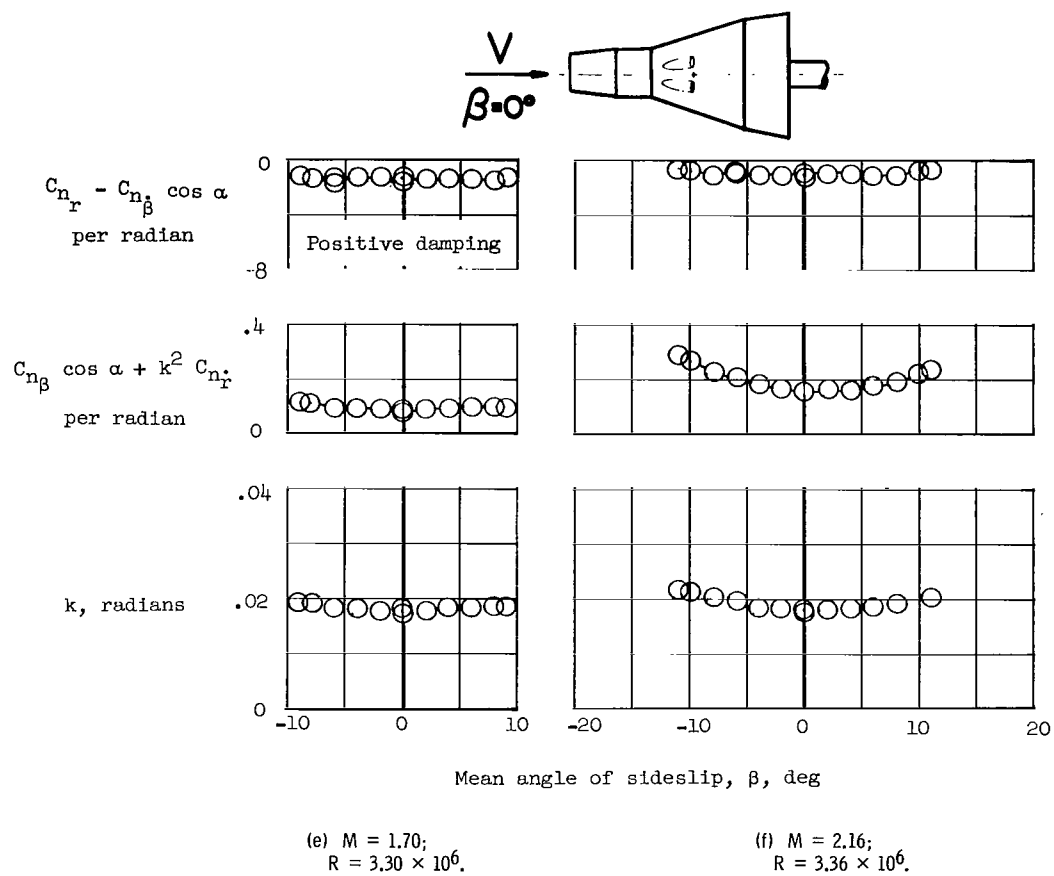 V
β=0°
0
C_{n_r} - C_{n_β̇} cos α
per radian
Positive damping
-8
.4
C_{n_β} cos α + k² C_{n_ṙ}
per radian
0
.04
k, radians
.02
0
-10 0 10 -20 -10 0 10 20
Mean angle of sideslip, β, deg
(e) M = 1.70;
R = 3.30 × 10⁶.
(f) M = 2.16;
R = 3.36 × 10⁶.